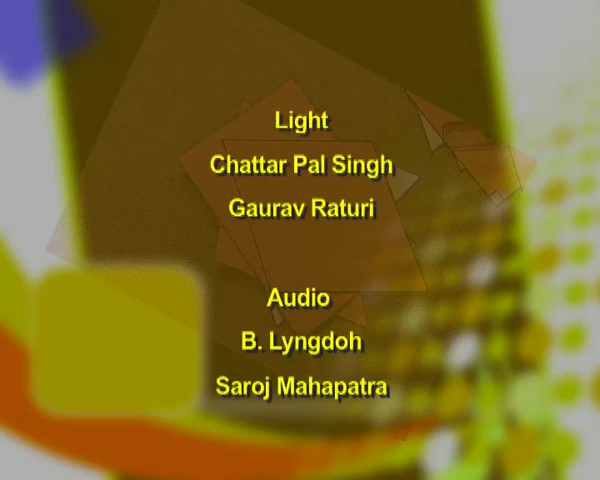 Light
Chattar Pal Singh
Gaurav Raturi
Audio
B. Lyngdoh
Saroj Mahapatra